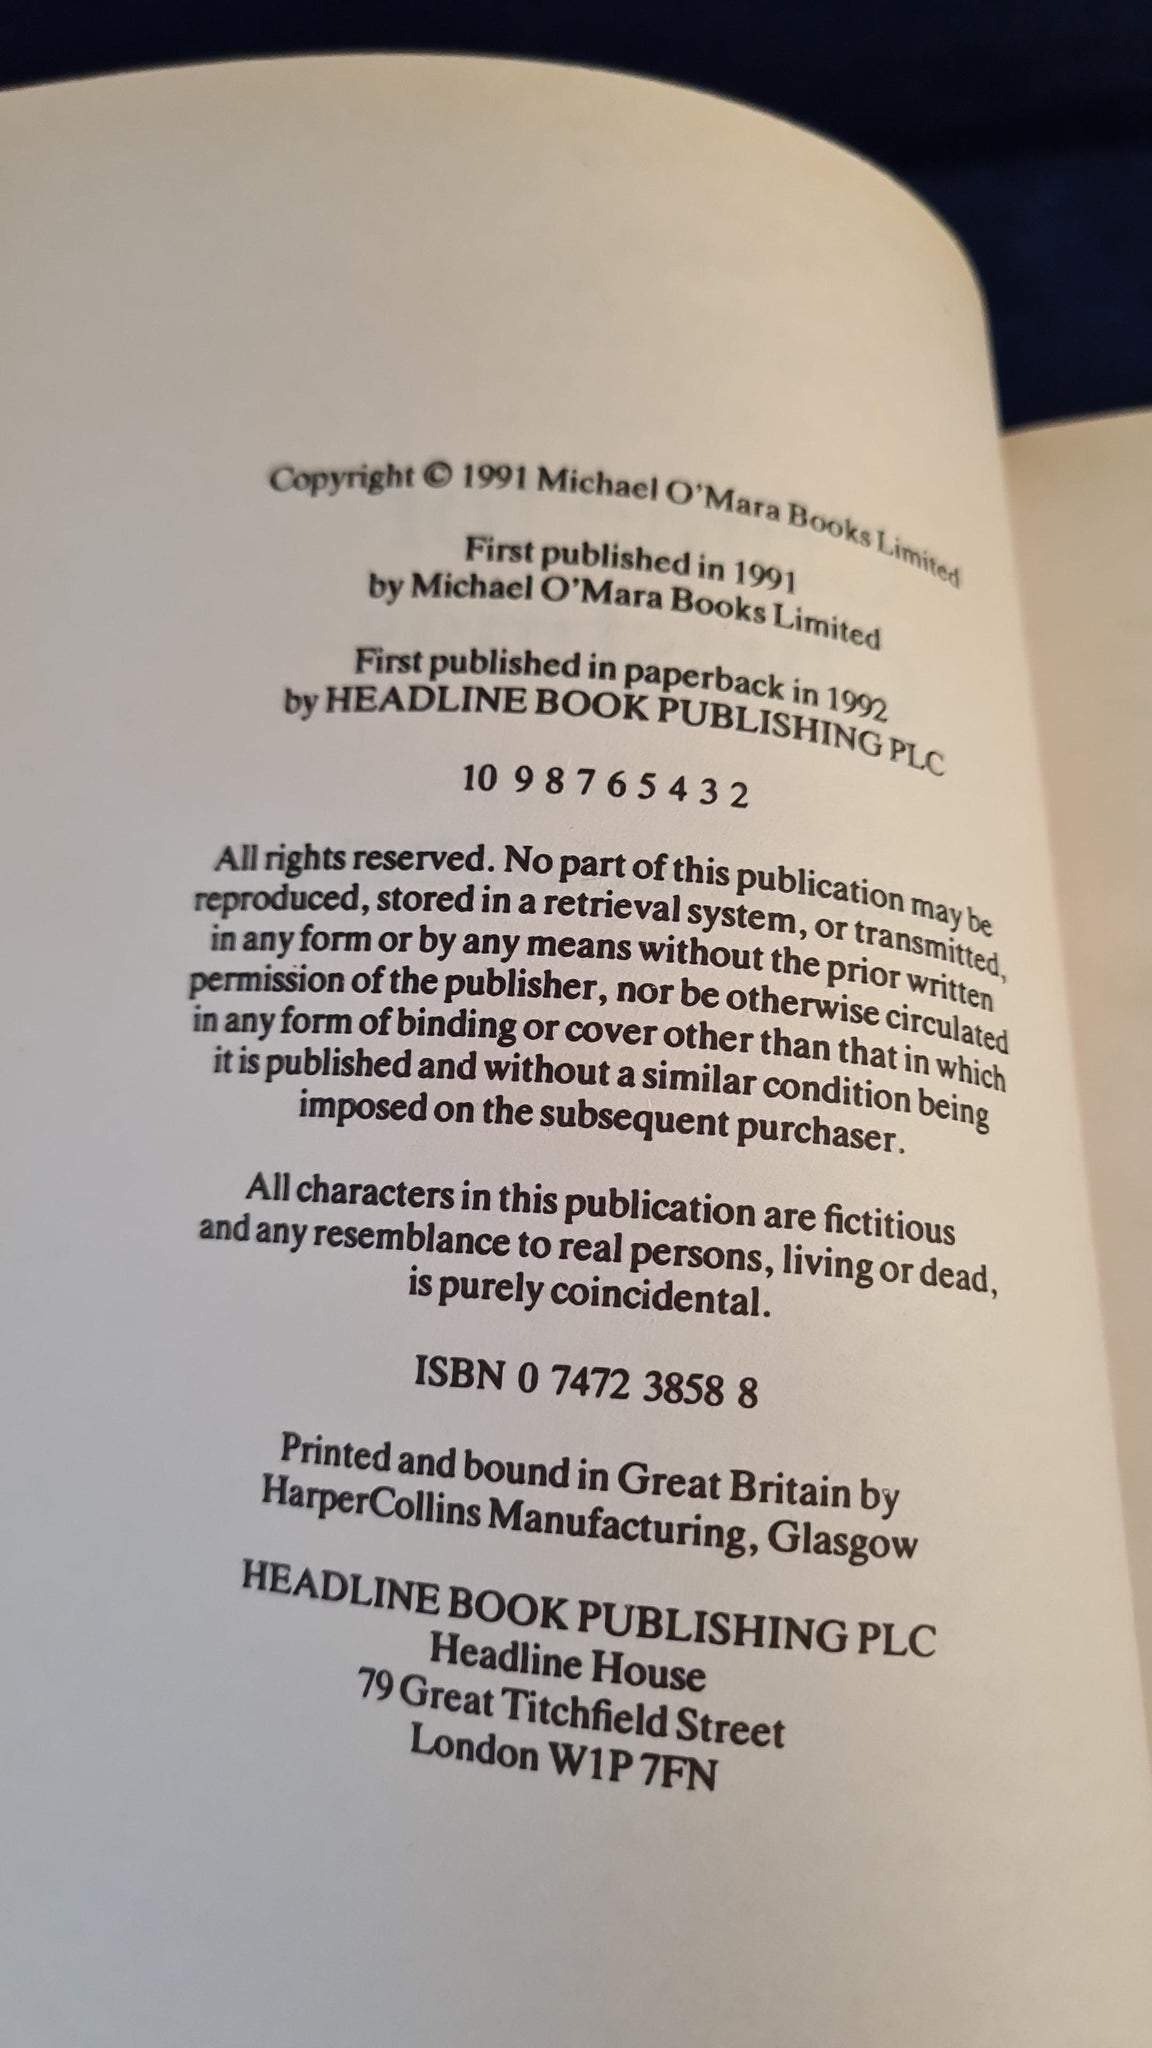 Copyright © 1991 Michael O'Mara Books Limited
First published in 1991
by Michael O'Mara Books Limited
First published in paperback in 1992
by HEADLINE BOOK PUBLISHING PLC
10 9 8 7 6 5 4 3 2
All rights reserved. No part of this publication may be
reproduced, stored in a retrieval system, or transmitted,
in any form or by any means without the prior written
permission of the publisher, nor be otherwise circulated
in any form of binding or cover other than that in which
it is published and without a similar condition being
imposed on the subsequent purchaser.
All characters in this publication are fictitious
and any resemblance to real persons, living or dead,
is purely coincidental.
ISBN 0 7472 3858 8
Printed and bound in Great Britain by
HarperCollins Manufacturing, Glasgow
HEADLINE BOOK PUBLISHING PLC
Headline House
79 Great Titchfield Street
London W1P 7FN